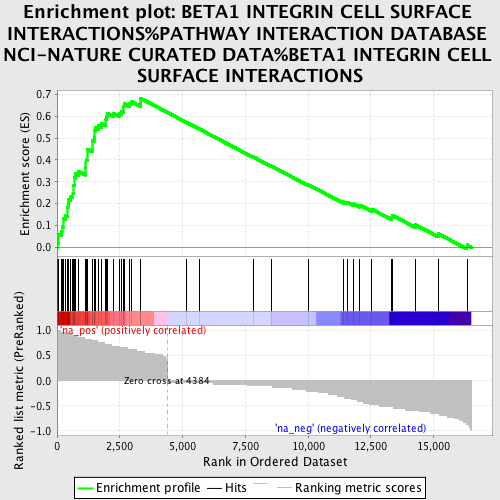 Enrichment plot: BETA1 INTEGRIN CELL SURFACE
INTERACTIONS%PATHWAY INTERACTION DATABASE
NCI-NATURE CURATED DATA%BETA1 INTEGRIN CELL
SURFACE INTERACTIONS
Enrichment score (ES)
0.7
0.6
0.5
0.4
0.3
0.2
0.1
0.0
Ranked list metric (PreRanked)
1.0
0.5
0.0
-0.5
-1.0
'na_pos' (positively correlated)
Zero cross at 4384
'na_neg' (negatively correlated)
0
2,500
5,000
7,500
10,000
12,500
15,000
Rank in Ordered Dataset
Enrichment profile
Hits
Ranking metric scores